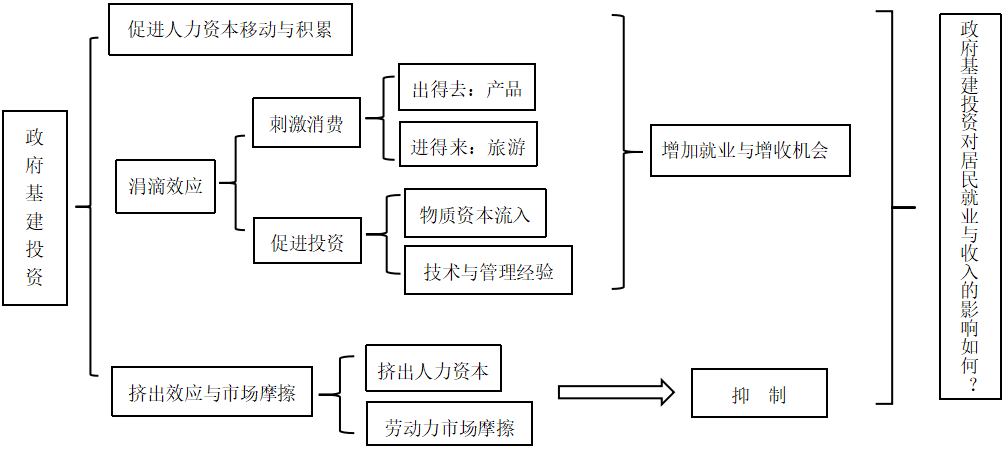 政府基建投资
促进人力资本移动与积累
涓滴效应
刺激消费
出得去：产品
进得来：旅游
促进投资
物质资本流入
技术与管理经验
增加就业与增收机会
挤出效应与市场摩擦
挤出人力资本
劳动力市场摩擦
抑 制
政府基建投资对居民就业与收入的影响如何？